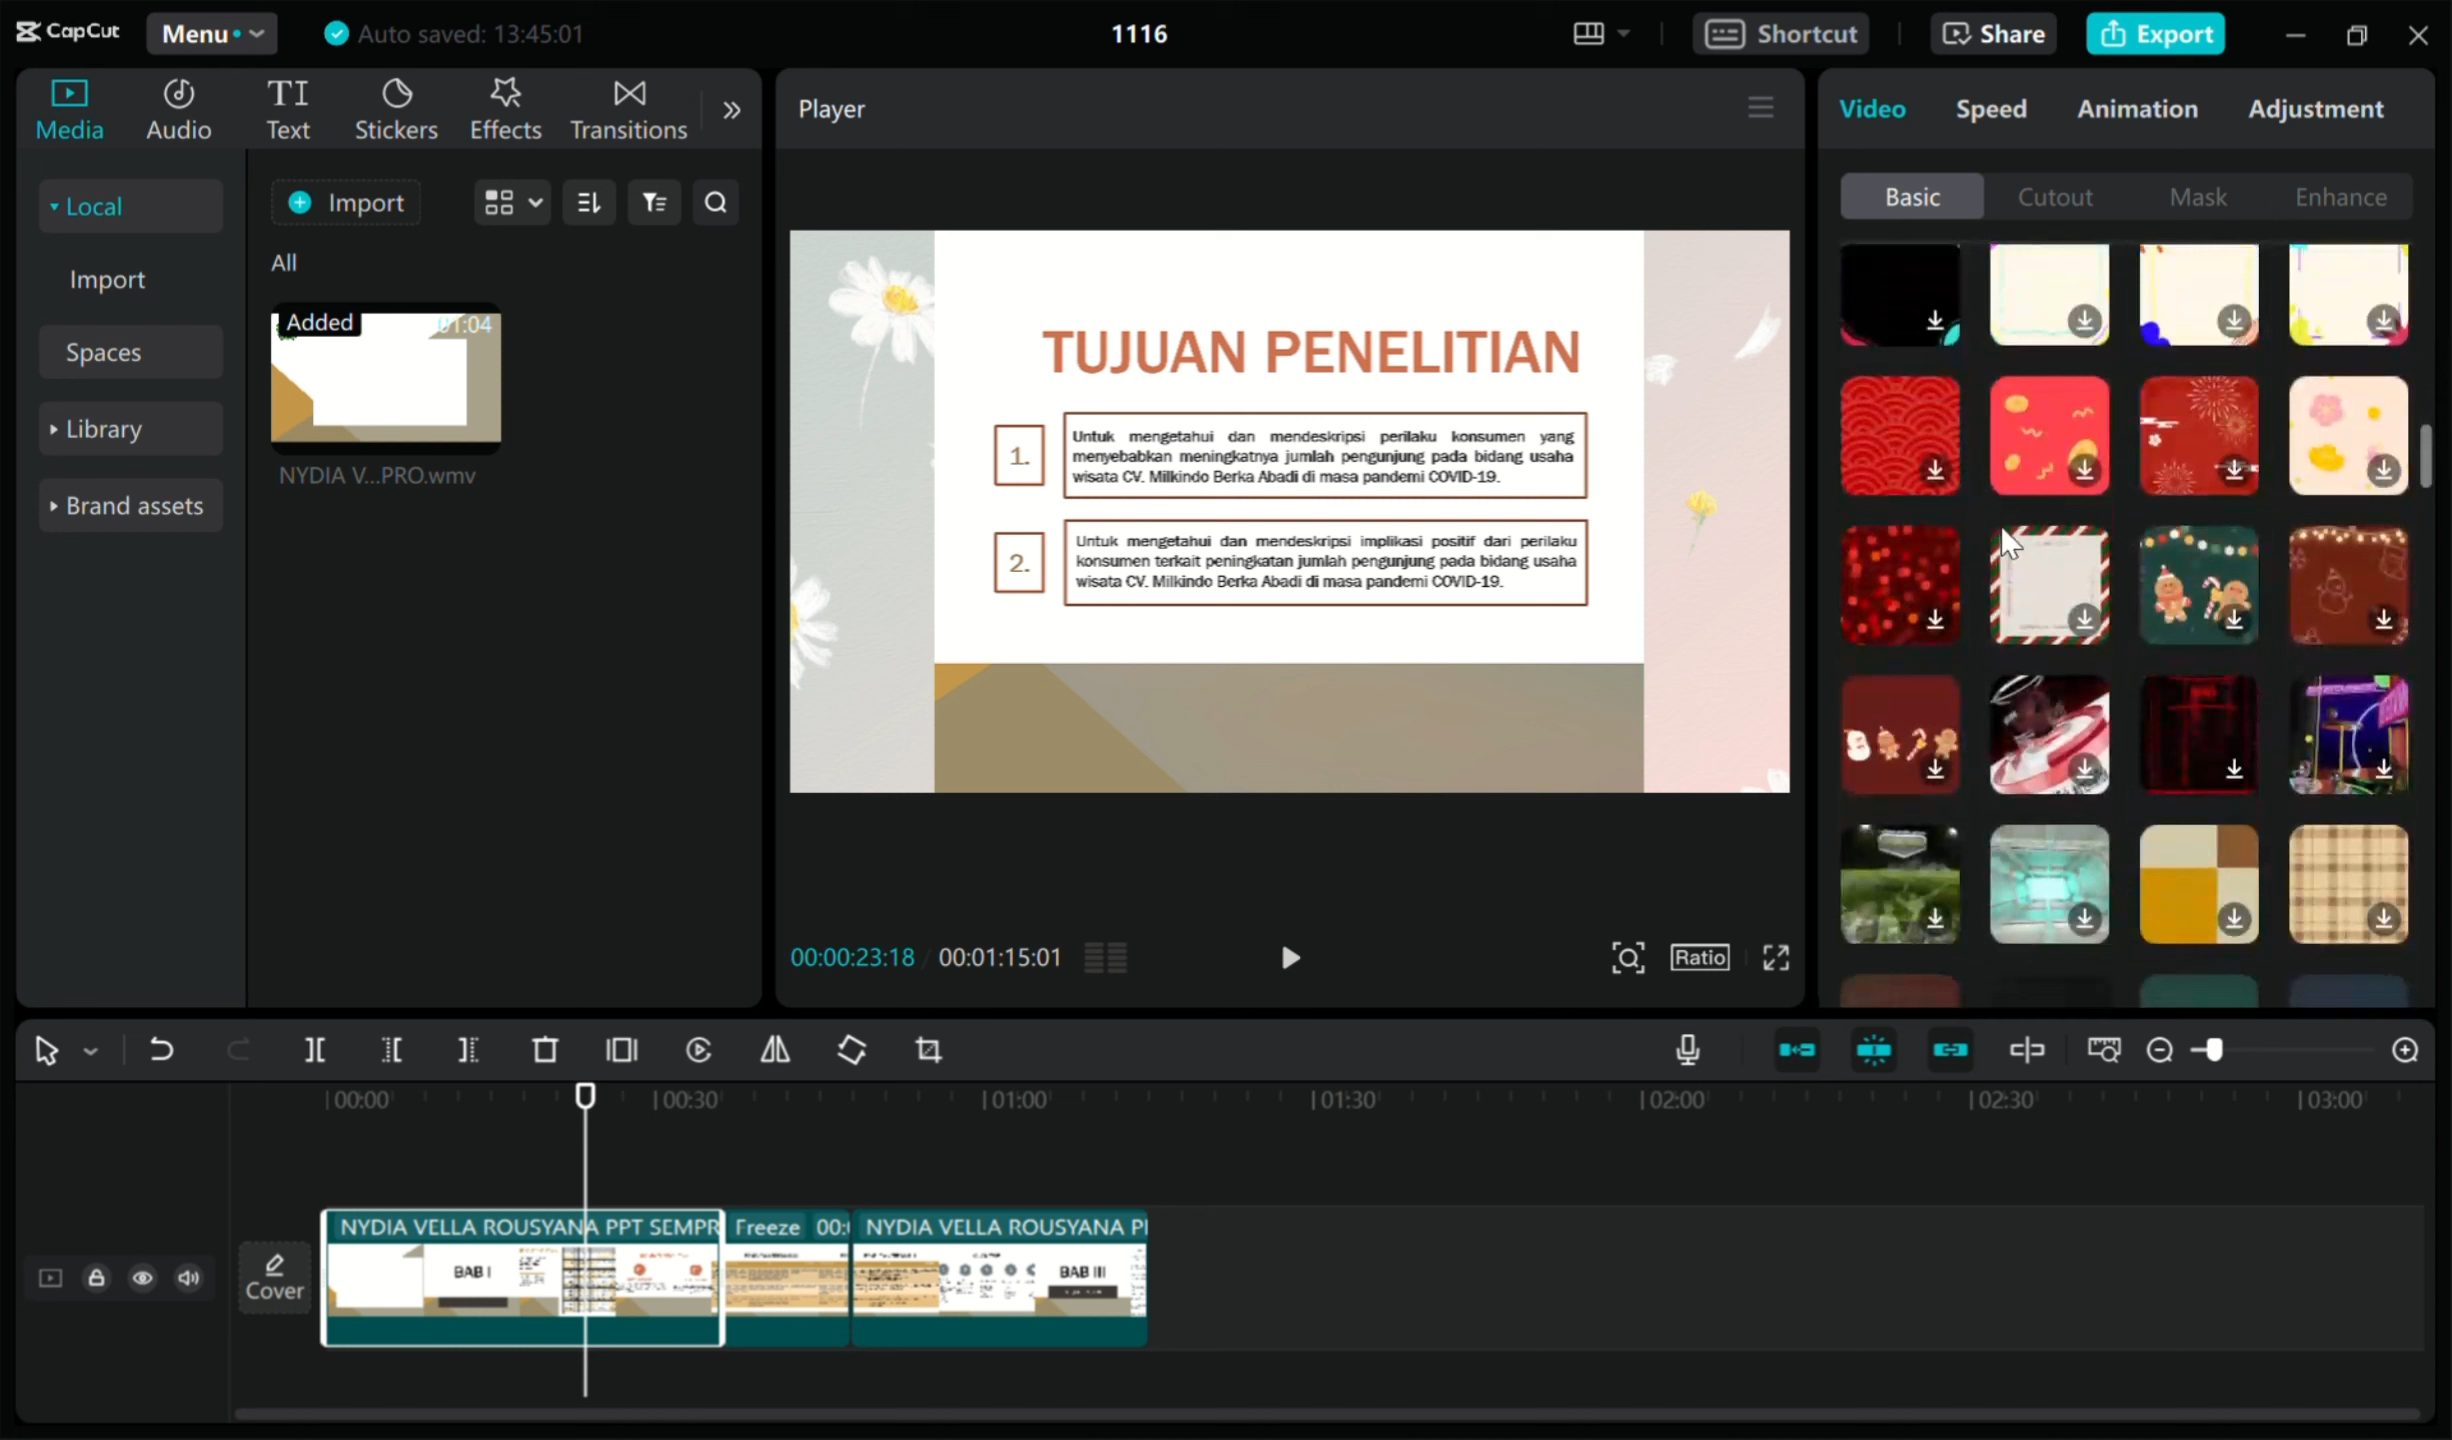 CapCut
Menu
Auto saved: 13:45:01
1116
Shortcut
Share
Export
Media
Audio
Text
Stickers
Effects
Transitions
Player
Video
Speed
Animation
Adjustment
Basic
Cutout
Mask
Enhance
Local
Import
Spaces
Library
Brand assets
Import
All
Added
01:04
NYDIA V...PRO.wmv
TUJUAN PENELITIAN
1.
Untuk mengetahui dan mendeskripsi perilaku konsumen yang
menyebabkan meningkatnya jumlah pengunjung pada bidang usaha
wisata CV. Milkindo Berka Abadi di masa pandemi COVID-19.
2.
Untuk mengetahui dan mendeskripsi implikasi positif dari perilaku
konsumen terkait peningkatan jumlah pengunjung pada bidang usaha
wisata CV. Milkindo Berka Abadi di masa pandemi COVID-19.
00:00:23:18 / 00:01:15:01
Ratio
00:00
00:30
01:00
01:30
02:00
02:30
03:00
Cover
NYDIA VELLA ROUSYANA PPT SEMPR
Freeze 00:
NYDIA VELLA ROUSYANA P
BAB I
BAB III